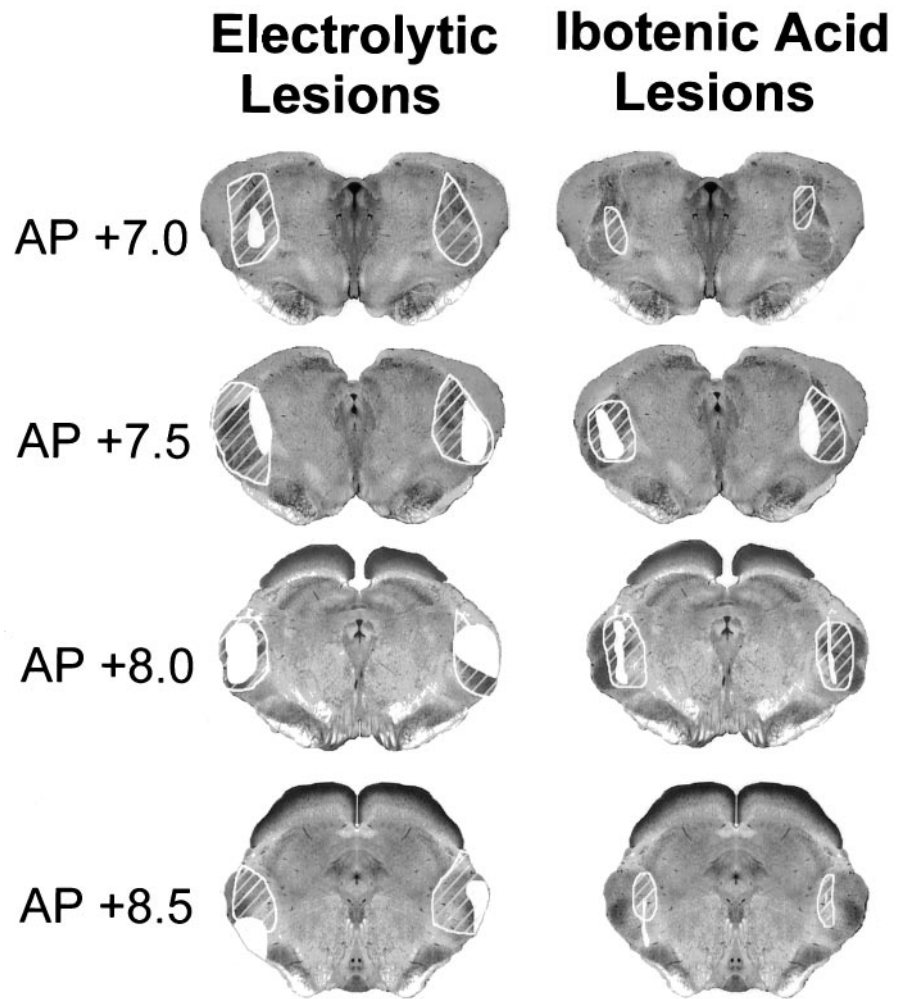 Electrolytic
Lesions
Ibotenic Acid
Lesions
AP +7.0
AP +7.5
AP +8.0
AP +8.5